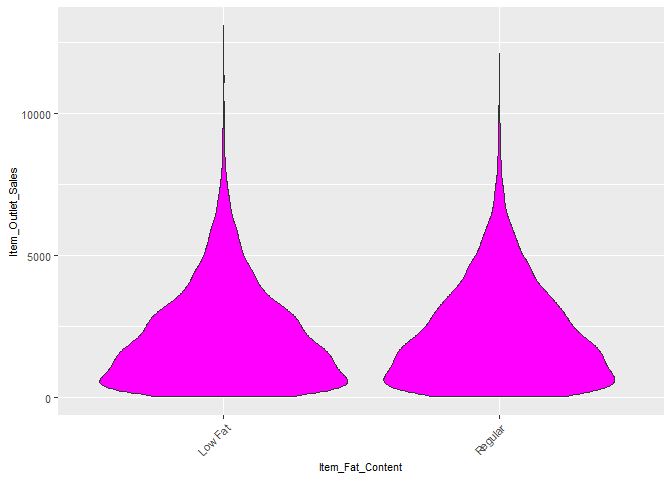 10000
5000
0
Item_Outlet_Sales
Low Fat
Regular
Item_Fat_Content